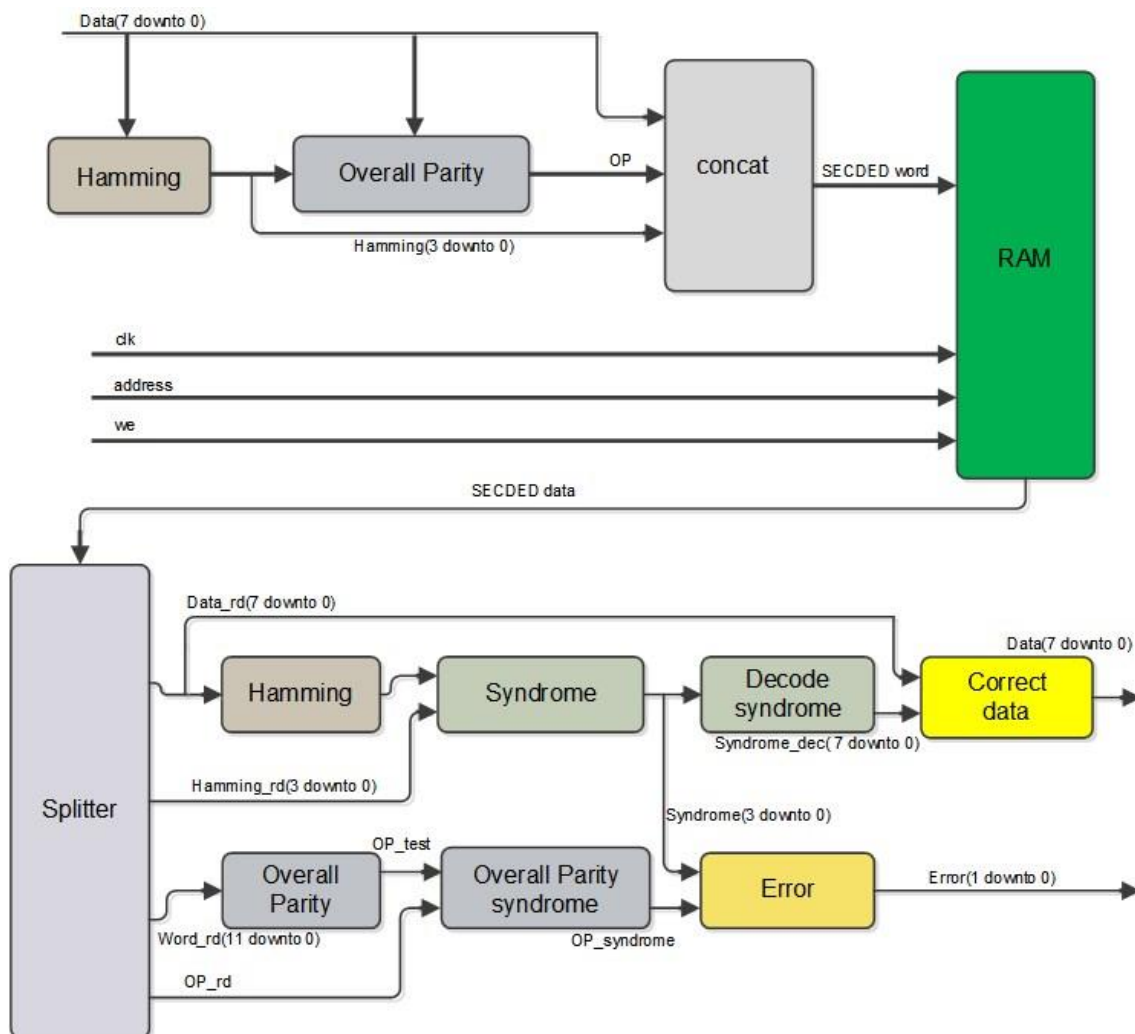 Data(7 downto 0)
Hamming
Overall Parity
OP
concat
SECDED word
RAM
Hamming(3 downto 0)
clk
address
we
SECDED data
Splitter
Data_rd(7 downto 0)
Hamming
Syndrome
Decode
syndrome
Syndrome_dec( 7 downto 0)
Data(7 downto 0)
Correct
data
Hamming_rd(3 downto 0)
Syndrome(3 downto 0)
OP_test
Overall
Parity
Overall Parity
syndrome
Error
Error(1 downto 0)
Word_rd(11 downto 0)
OP_syndrome
OP_rd